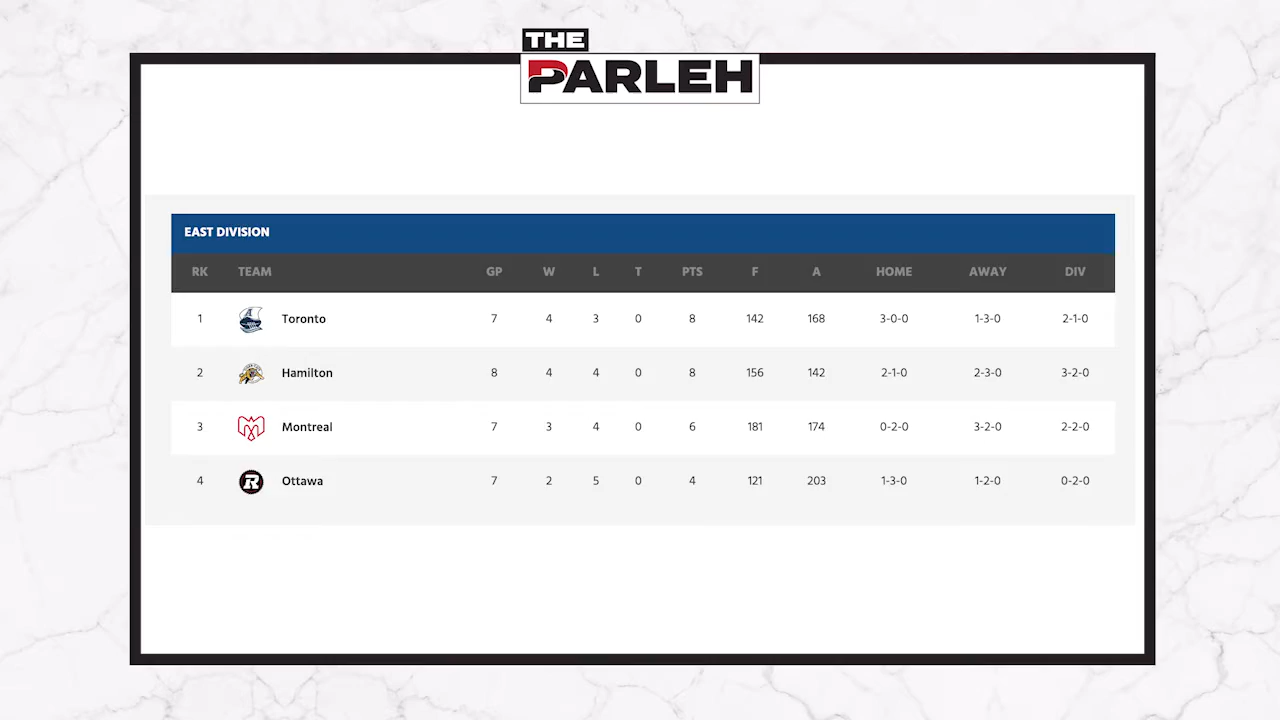 THE
PARLEH
EAST DIVISION
RK TEAM GP W L T PTS F A HOME AWAY DIV
1 Toronto 7 4 3 0 8 142 168 3-0-0 1-3-0 2-1-0
2 Hamilton 8 4 4 0 8 156 142 2-1-0 2-3-0 3-2-0
3 Montreal 7 3 4 0 6 181 174 0-2-0 3-2-0 2-2-0
4 R Ottawa 7 2 5 0 4 121 203 1-3-0 1-2-0 0-2-0